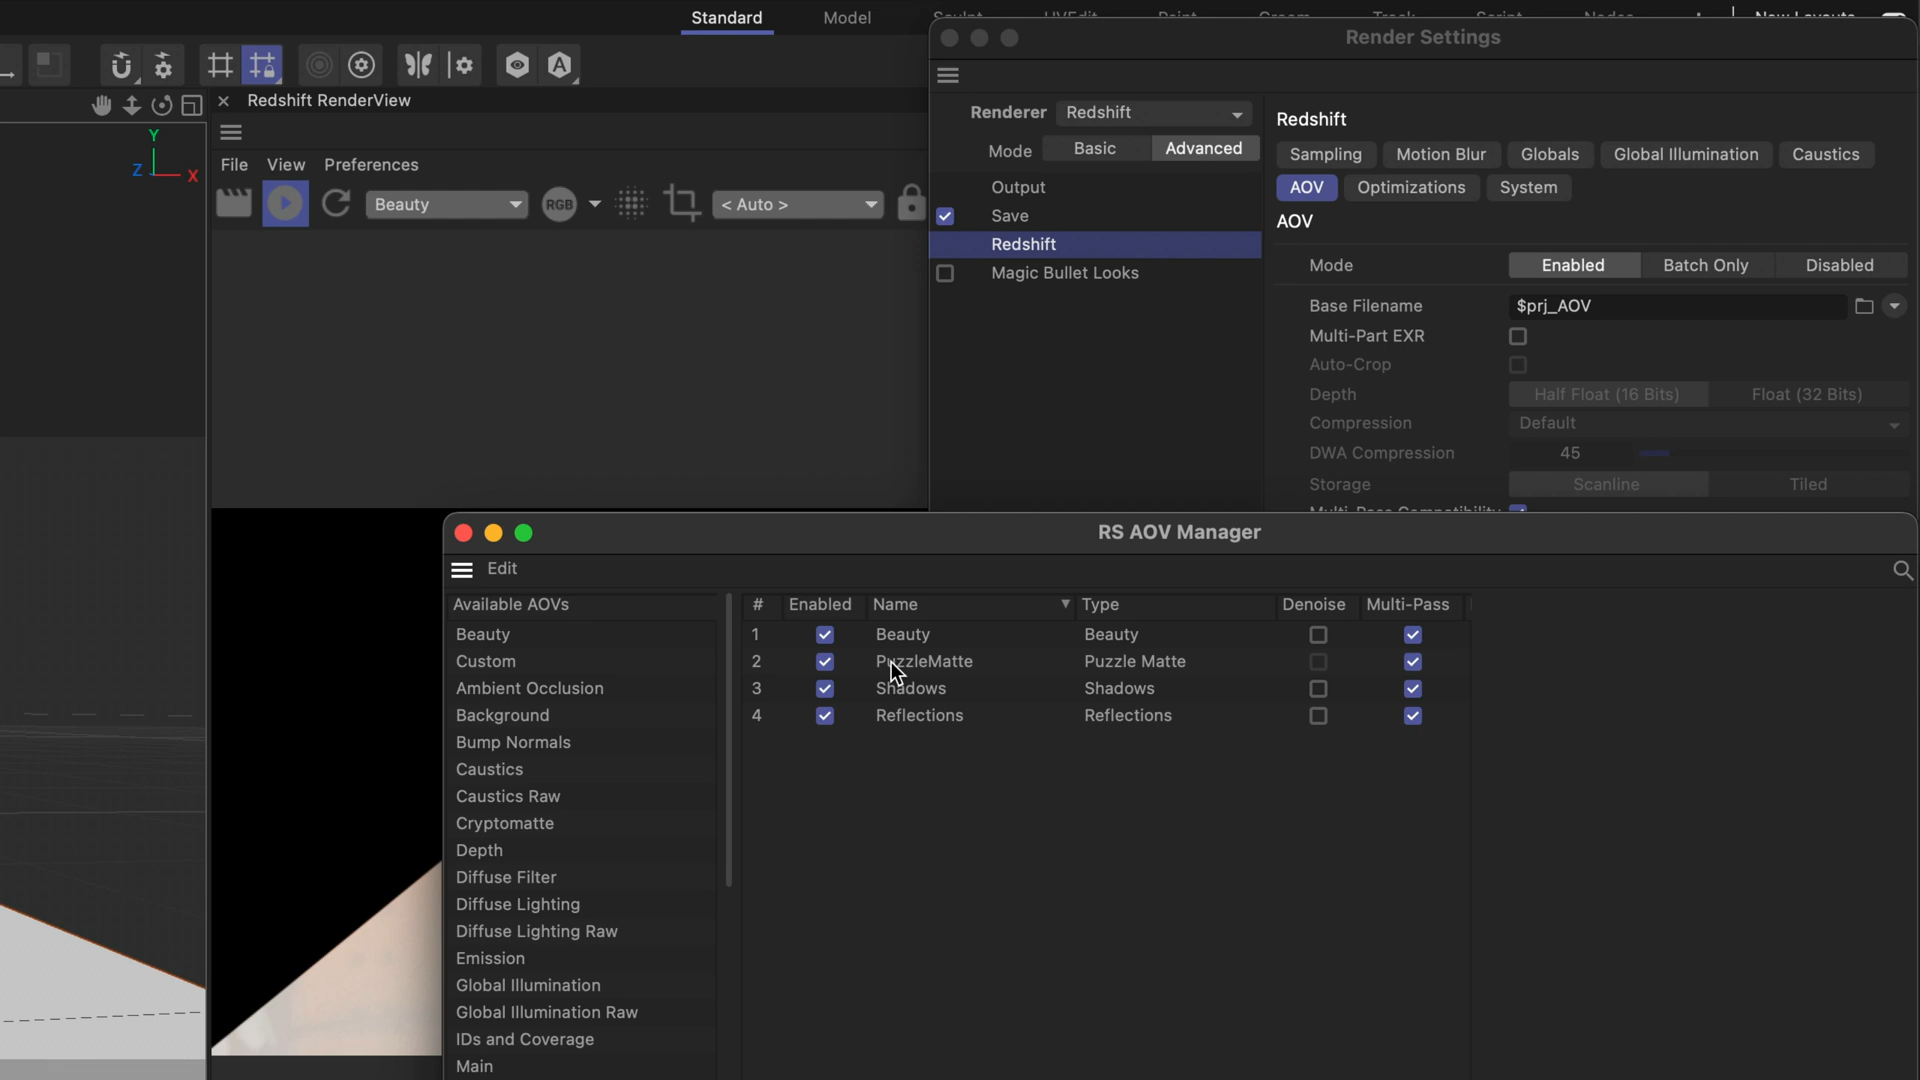 Standard
Model
Render Settings
Redshift RenderView
File View Preferences
Beauty
RGB
< Auto >
Y
Z
X
Renderer Redshift
Mode Basic Advanced
Output
Save
Redshift
Magic Bullet Looks
Redshift
Sampling Motion Blur Globals Global Illumination Caustics
AOV Optimizations System
AOV
Mode Enabled Batch Only Disabled
Base Filename $prj_AOV
Multi-Part EXR
Auto-Crop
Depth Half Float (16 Bits) Float (32 Bits)
Compression Default
DWA Compression 45
Storage Scanline Tiled
RS AOV Manager
Edit
Available AOVs
Beauty
Custom
Ambient Occlusion
Background
Bump Normals
Caustics
Caustics Raw
Cryptomatte
Depth
Diffuse Filter
Diffuse Lighting
Diffuse Lighting Raw
Emission
Global Illumination
Global Illumination Raw
IDs and Coverage
Main
# Enabled Name Type Denoise Multi-Pass
1 Beauty Beauty
2 PuzzleMatte Puzzle Matte
3 Shadows Shadows
4 Reflections Reflections